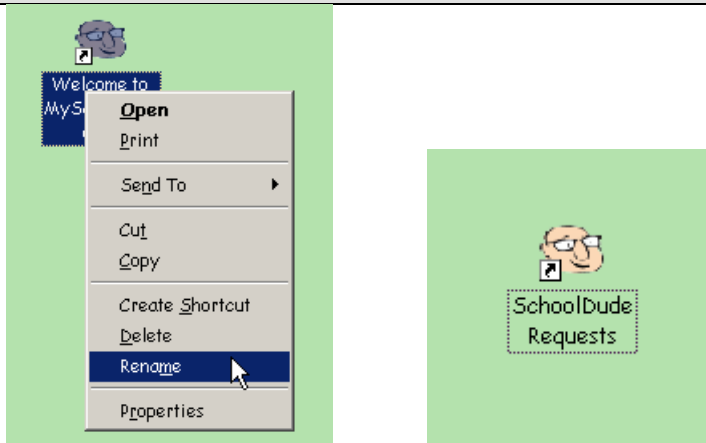 Welcome to
MyS
Open
Print
Send To
Cut
Copy
Create Shortcut
Delete
Rename
Properties
SchoolDude
Requests